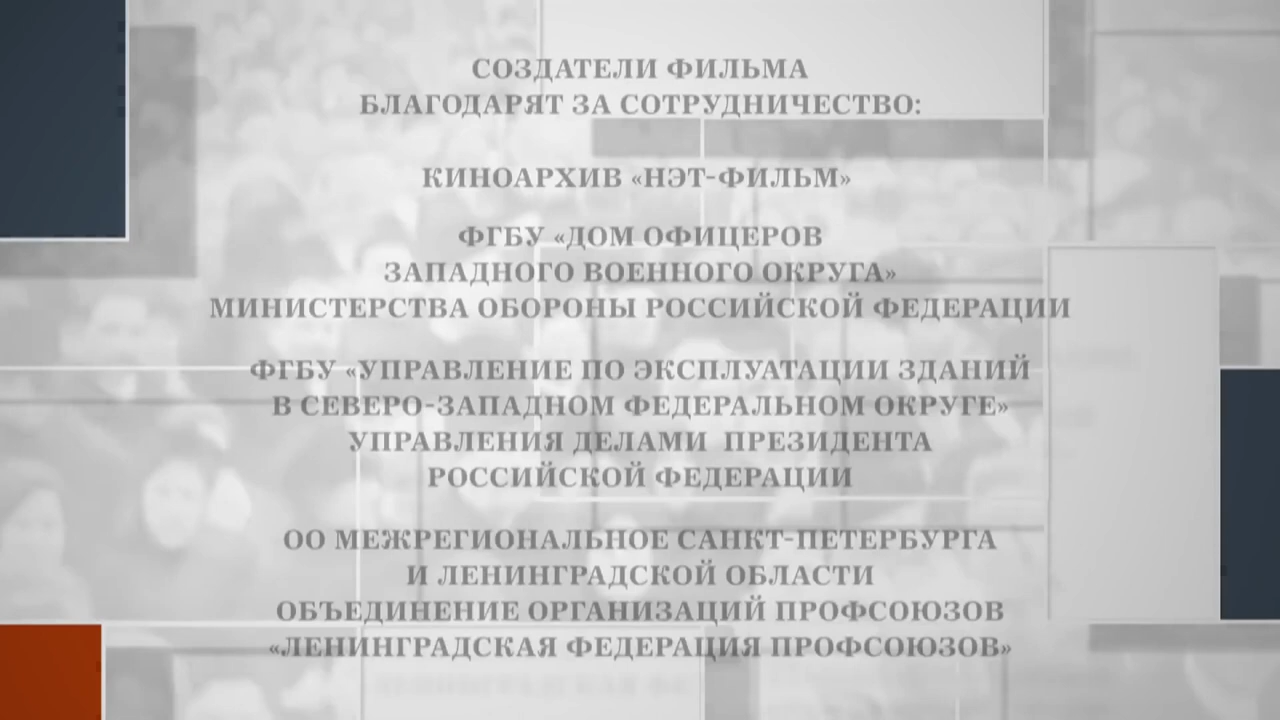 СОЗДАТЕЛИ ФИЛЬМА
БЛАГОДАРЯТ ЗА СОТРУДНИЧЕСТВО:
КИНОАРХИВ «НЭТ-ФИЛЬМ»
ФГБУ «ДОМ ОФИЦЕРОВ
ЗАПАДНОГО ВОЕННОГО ОКРУГА»
МИНИСТЕРСТВА ОБОРОНЫ РОССИЙСКОЙ ФЕДЕРАЦИИ
ФГБУ «УПРАВЛЕНИЕ ПО ЭКСПЛУАТАЦИИ ЗДАНИЙ
В СЕВЕРО-ЗАПАДНОМ ФЕДЕРАЛЬНОМ ОКРУГЕ»
УПРАВЛЕНИЯ ДЕЛАМИ ПРЕЗИДЕНТА
РОССИЙСКОЙ ФЕДЕРАЦИИ
ОО МЕЖРЕГИОНАЛЬНОЕ САНКТ-ПЕТЕРБУРГА
И ЛЕНИНГРАДСКОЙ ОБЛАСТИ
ОБЪЕДИНЕНИЕ ОРГАНИЗАЦИЙ ПРОФСОЮЗОВ
«ЛЕНИНГРАДСКАЯ ФЕДЕРАЦИЯ ПРОФСОЮЗОВ»